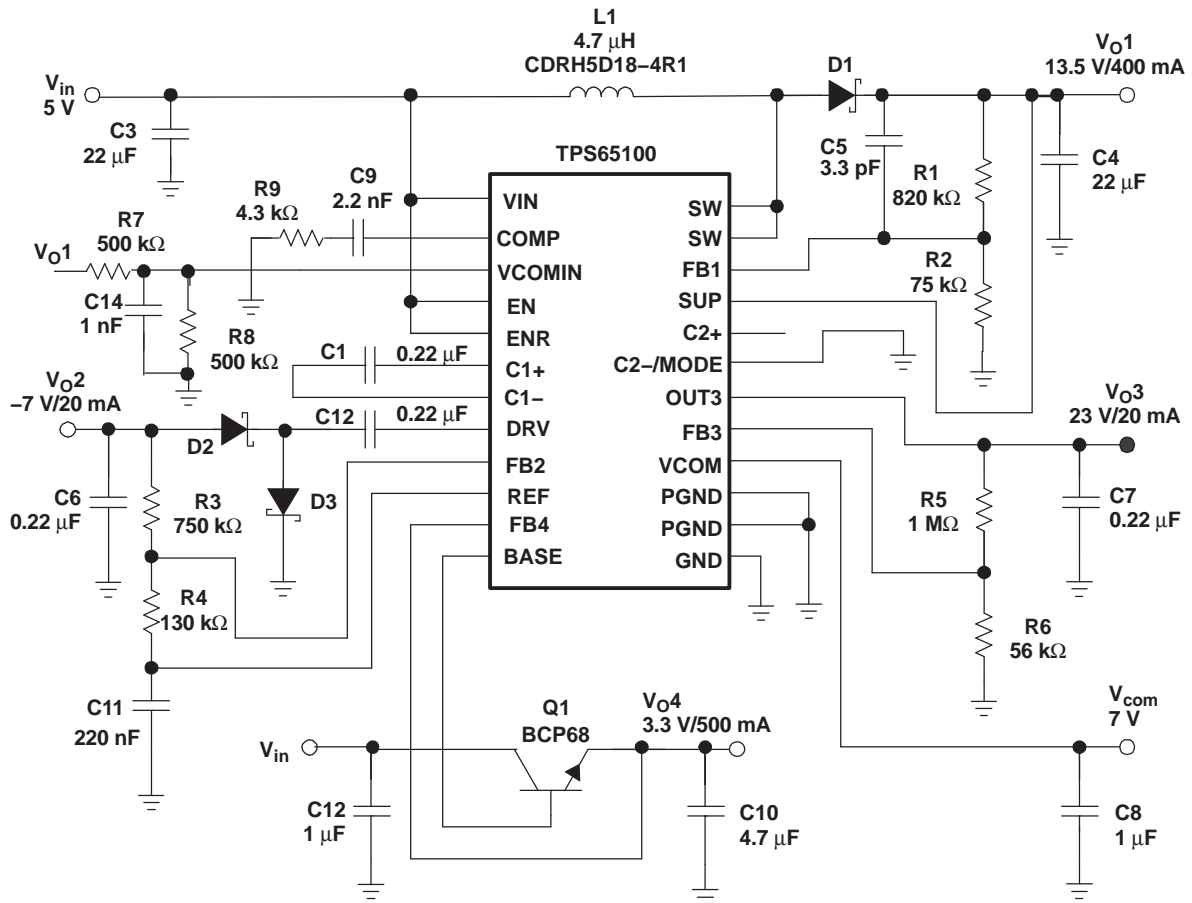 L1
4.7 μH
CDRH5D18–4R1
D1
VO1
13.5 V/400 mA
Vin
5 V
C3
22 μF
C5
3.3 pF
R1
820 kΩ
C4
22 μF
TPS65100
R9
4.3 kΩ
C9
2.2 nF
R7
500 kΩ
VO1
C14
1 nF
R8
500 kΩ
R2
75 kΩ
VIN
COMP
VCOMIN
EN
ENR
C1+
C1-
DRV
FB2
REF
FB4
BASE
SW
SW
FB1
SUP
C2+
C2–/MODE
OUT3
FB3
VCOM
PGND
PGND
GND
C1
0.22 μF
C12
0.22 μF
VO2
–7 V/20 mA
D2
D3
C6
0.22 μF
R3
750 kΩ
R4
130 kΩ
C11
220 nF
VO3
23 V/20 mA
R5
1 MΩ
C7
0.22 μF
R6
56 kΩ
Q1
BCP68
VO4
3.3 V/500 mA
Vin
C12
1 μF
C10
4.7 μF
Vcom
7 V
C8
1 μF